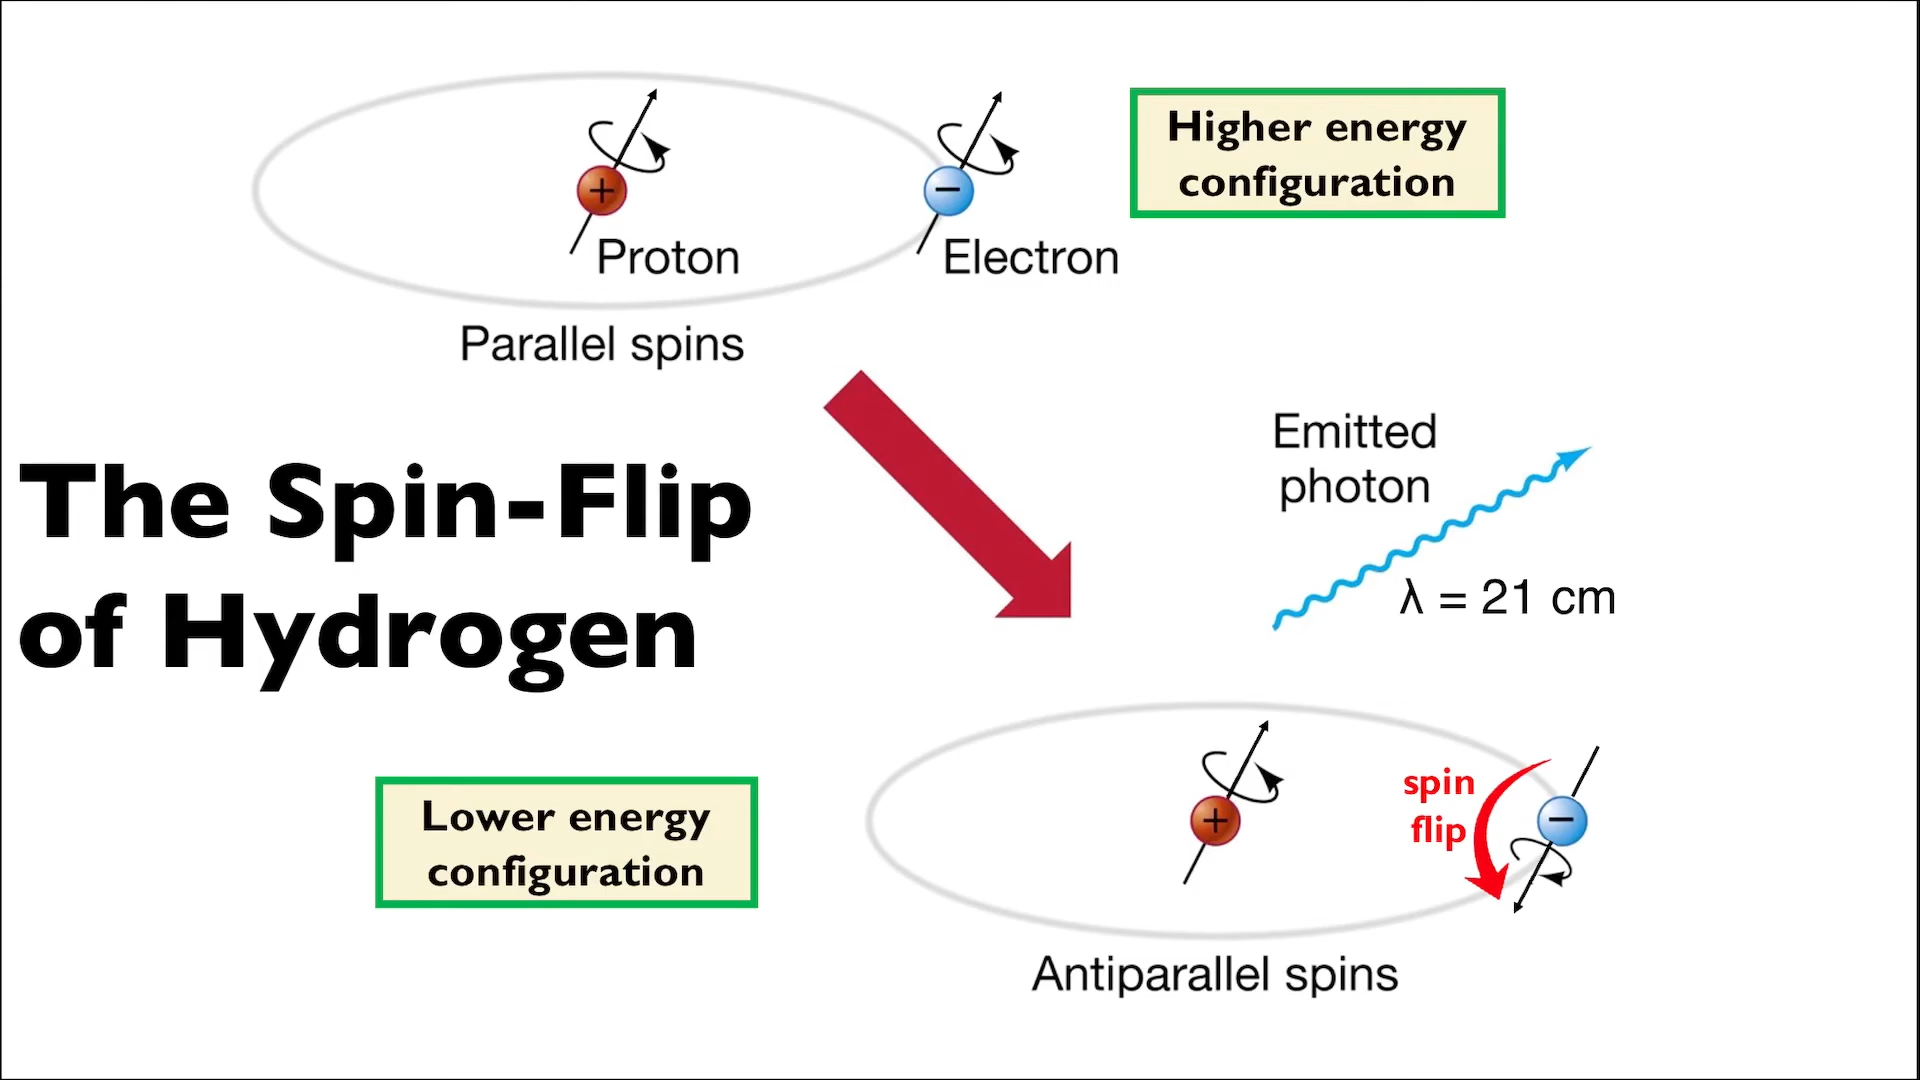 Higher energy
configuration
+
−
Proton
Electron
Parallel spins
Emitted
photon
λ = 21 cm
The Spin-Flip
of Hydrogen
Lower energy
configuration
spin
flip
+
−
Antiparallel spins